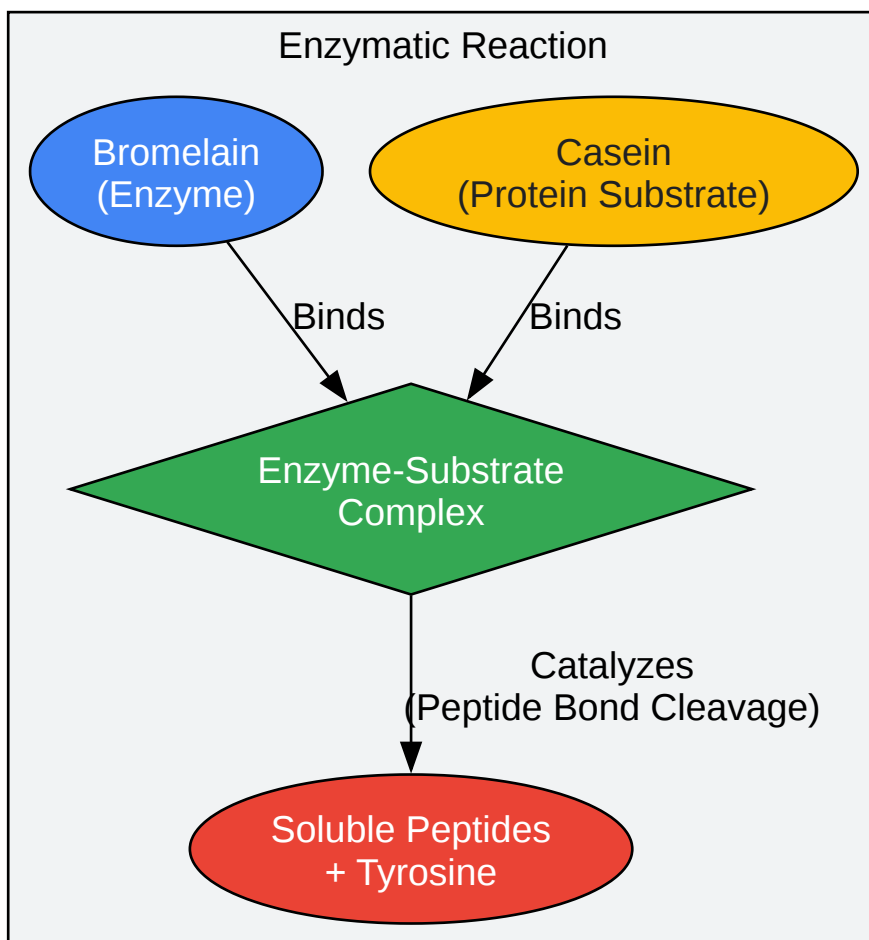 Enzymatic Reaction
Bromelain
(Enzyme)
Casein
(Protein Substrate)
Binds
Binds
Enzyme-Substrate
Complex
Catalyzes
(Peptide Bond Cleavage)
Soluble Peptides
+ Tyrosine